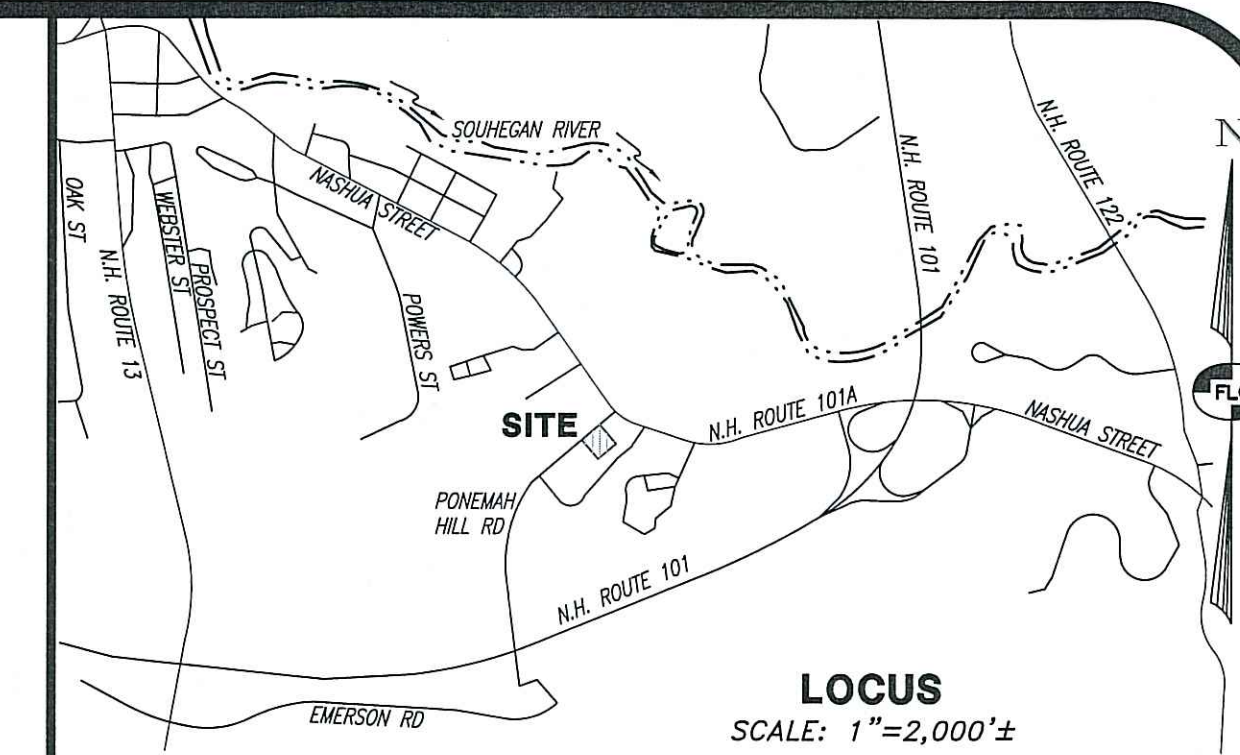 SOUHEGAN RIVER
N.H. ROUTE 122
N
N.H. ROUTE 101
OAK ST
NASHUA STREET
WEBSTER ST
PROSPECT ST
N.H. ROUTE 13
POWERS ST
SITE
N.H. ROUTE 101A
NASHUA STREET
PONEMAH
HILL RD
N.H. ROUTE 101
LOCUS
SCALE: 1"=2,000'±
EMERSON RD